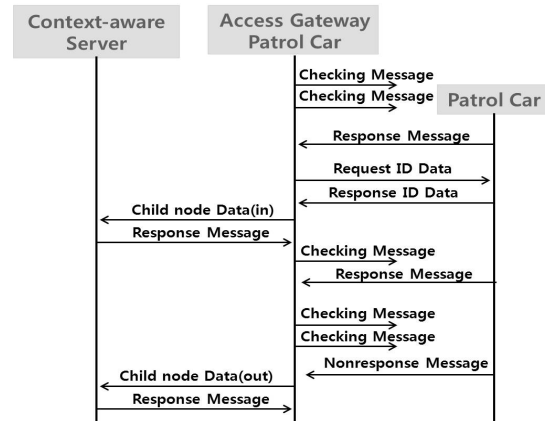 Context-aware
Server
Access Gateway
Patrol Car
Patrol Car
Checking Message
Checking Message
Response Message
Request ID Data
Response ID Data
Child node Data(in)
Response Message
Checking Message
Response Message
Checking Message
Checking Message
Nonresponse Message
Child node Data(out)
Response Message